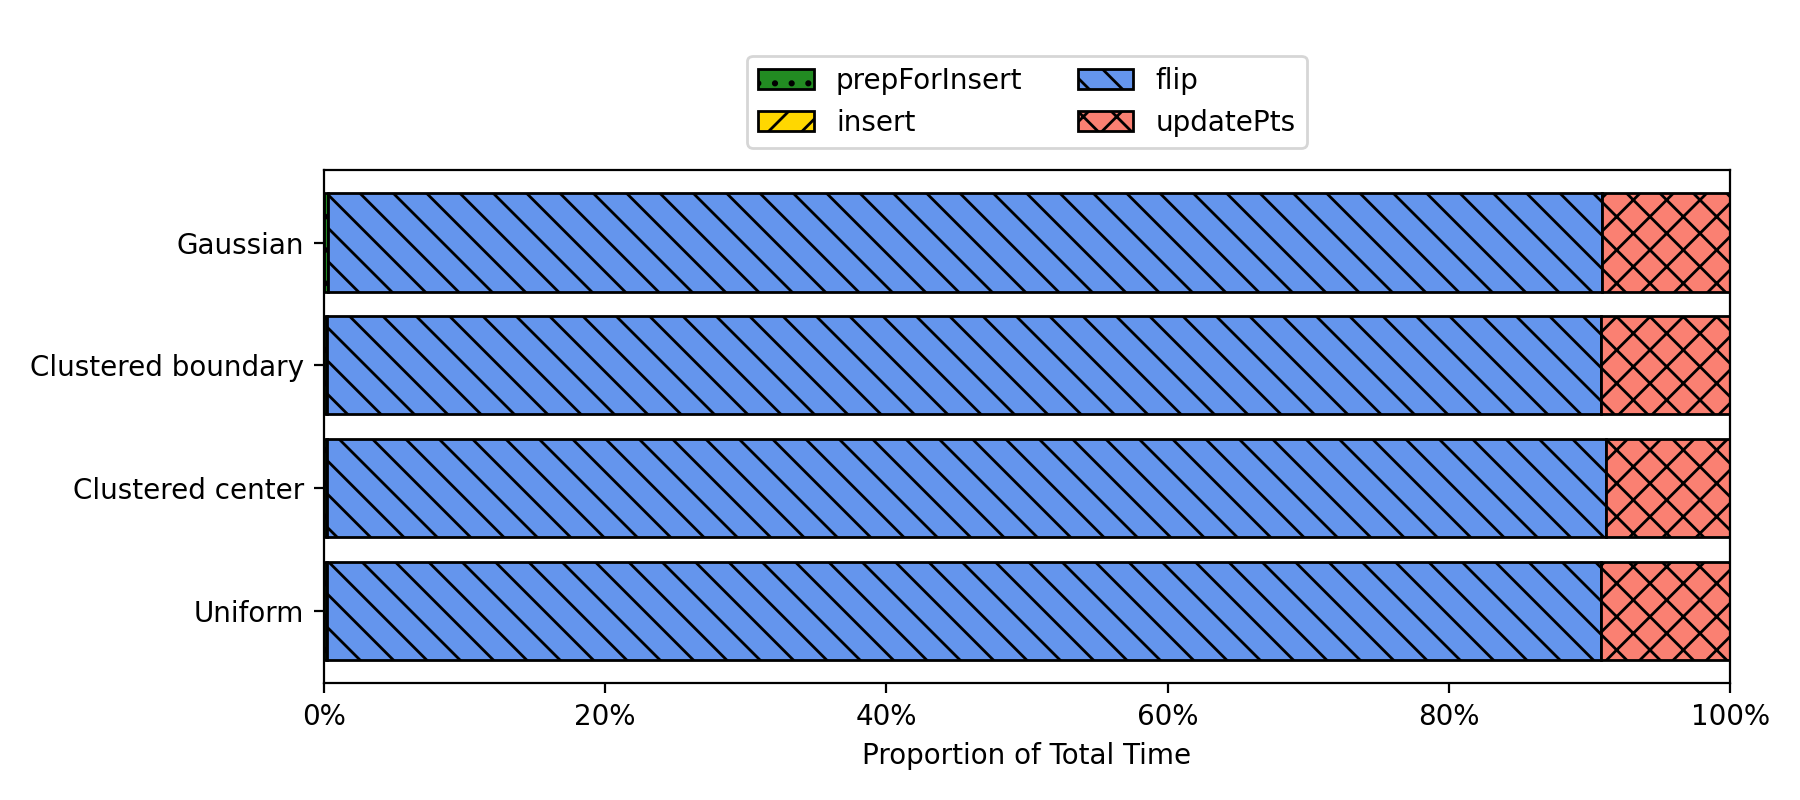 prepForInsert
insert
flip
updatePts
Gaussian
Clustered boundary
Clustered center
Uniform
0%
20%
40%
60%
80%
100%
Proportion of Total Time